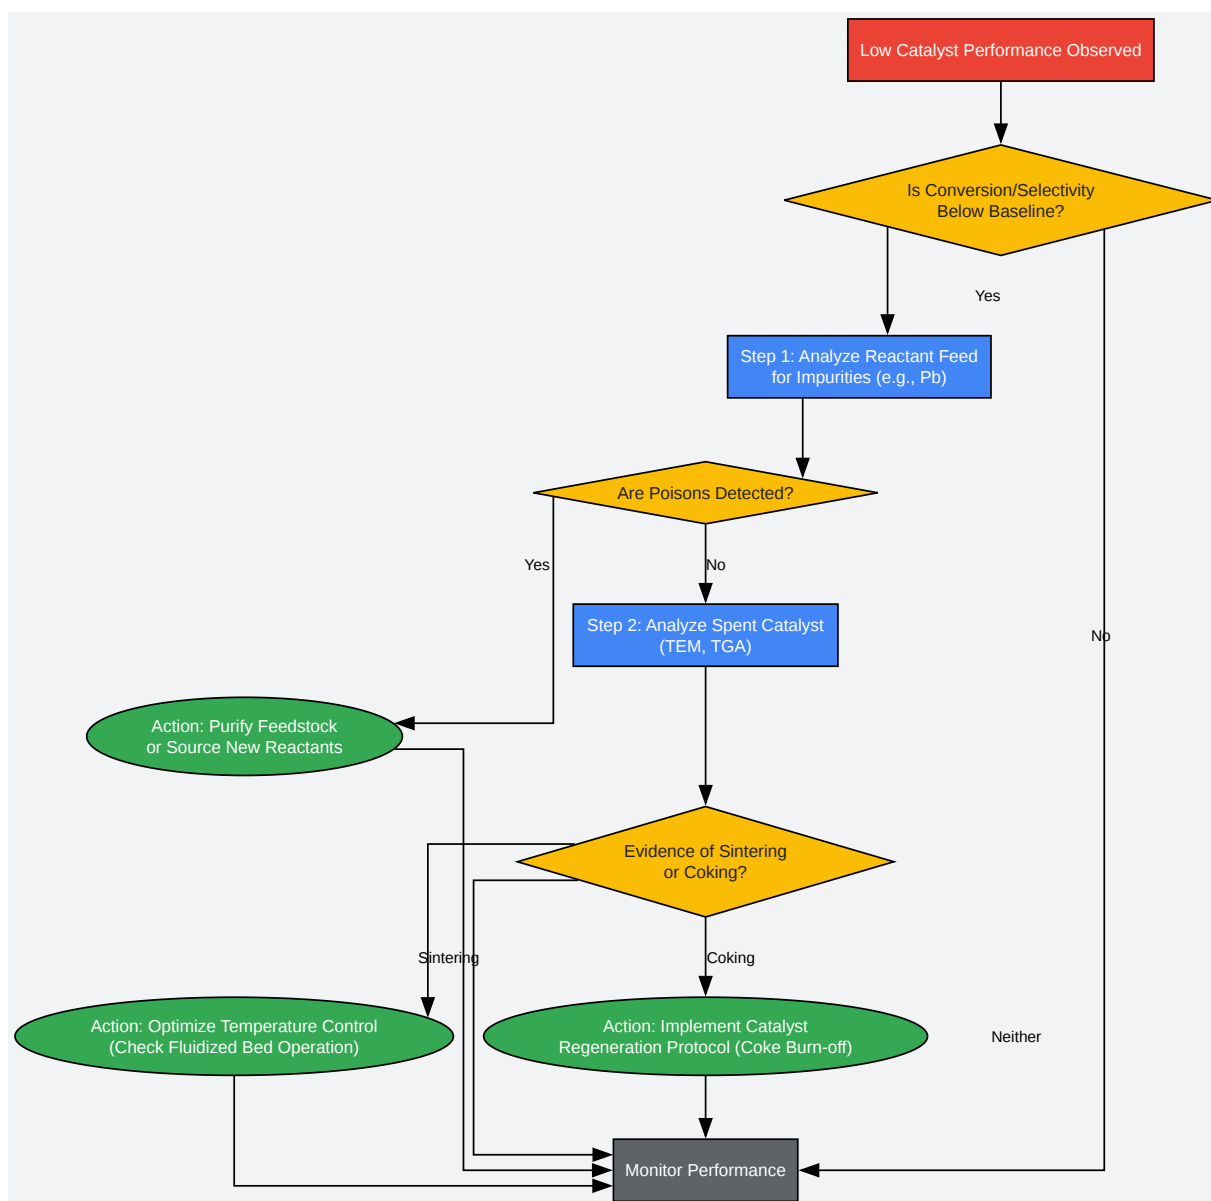 Low Catalyst Performance Observed
Is Conversion/Selectivity
Below Baseline?
Yes
Step 1: Analyze Reactant Feed
for Impurities (e.g., Pb)
Are Poisons Detected?
Yes
No
Step 2: Analyze Spent Catalyst
(TEM, TGA)
No
Action: Purify Feedstock
or Source New Reactants
Evidence of Sintering
or Coking?
Sintering
Coking
Action: Optimize Temperature Control
(Check Fluidized Bed Operation)
Action: Implement Catalyst
Regeneration Protocol (Coke Burn-off)
Neither
Monitor Performance